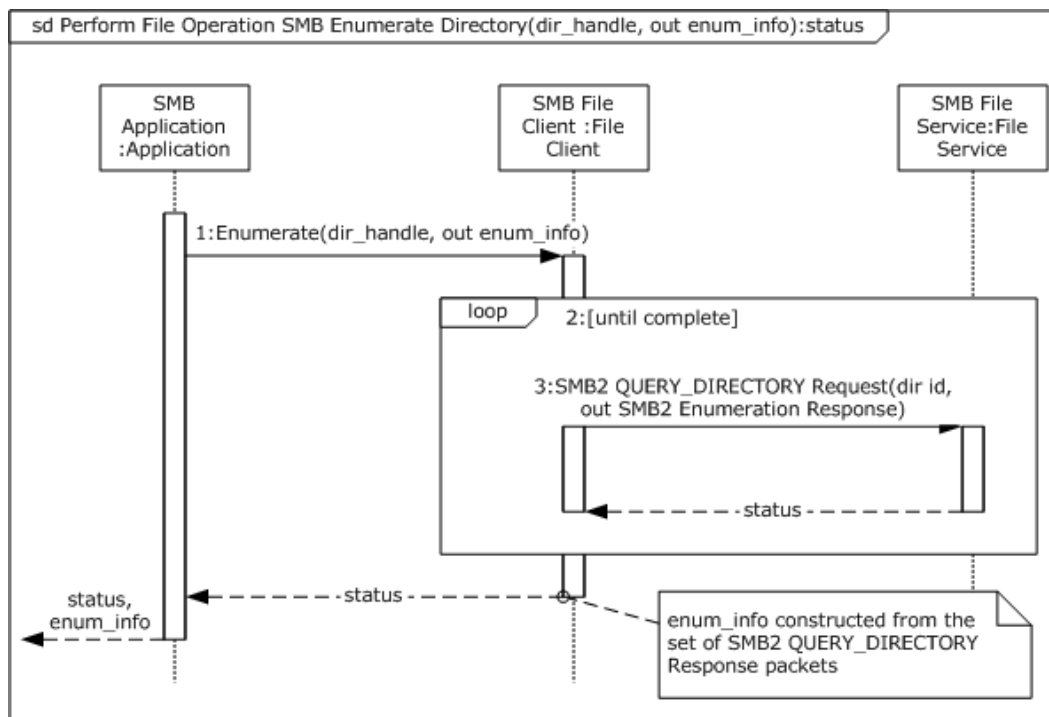 sd Perform File Operation SMB Enumerate Directory(dir_handle, out enum_info):status
SMB
Application
:Application
SMB File
Client :File
Client
SMB File
Service:File
Service
1:Enumerate(dir_handle, out enum_info)
loop
2:[until complete]
3:SMB2 QUERY_DIRECTORY Request(dir id,
out SMB2 Enumeration Response)
status
status
status,
enum_info
enum_info constructed from the
set of SMB2 QUERY_DIRECTORY
Response packets